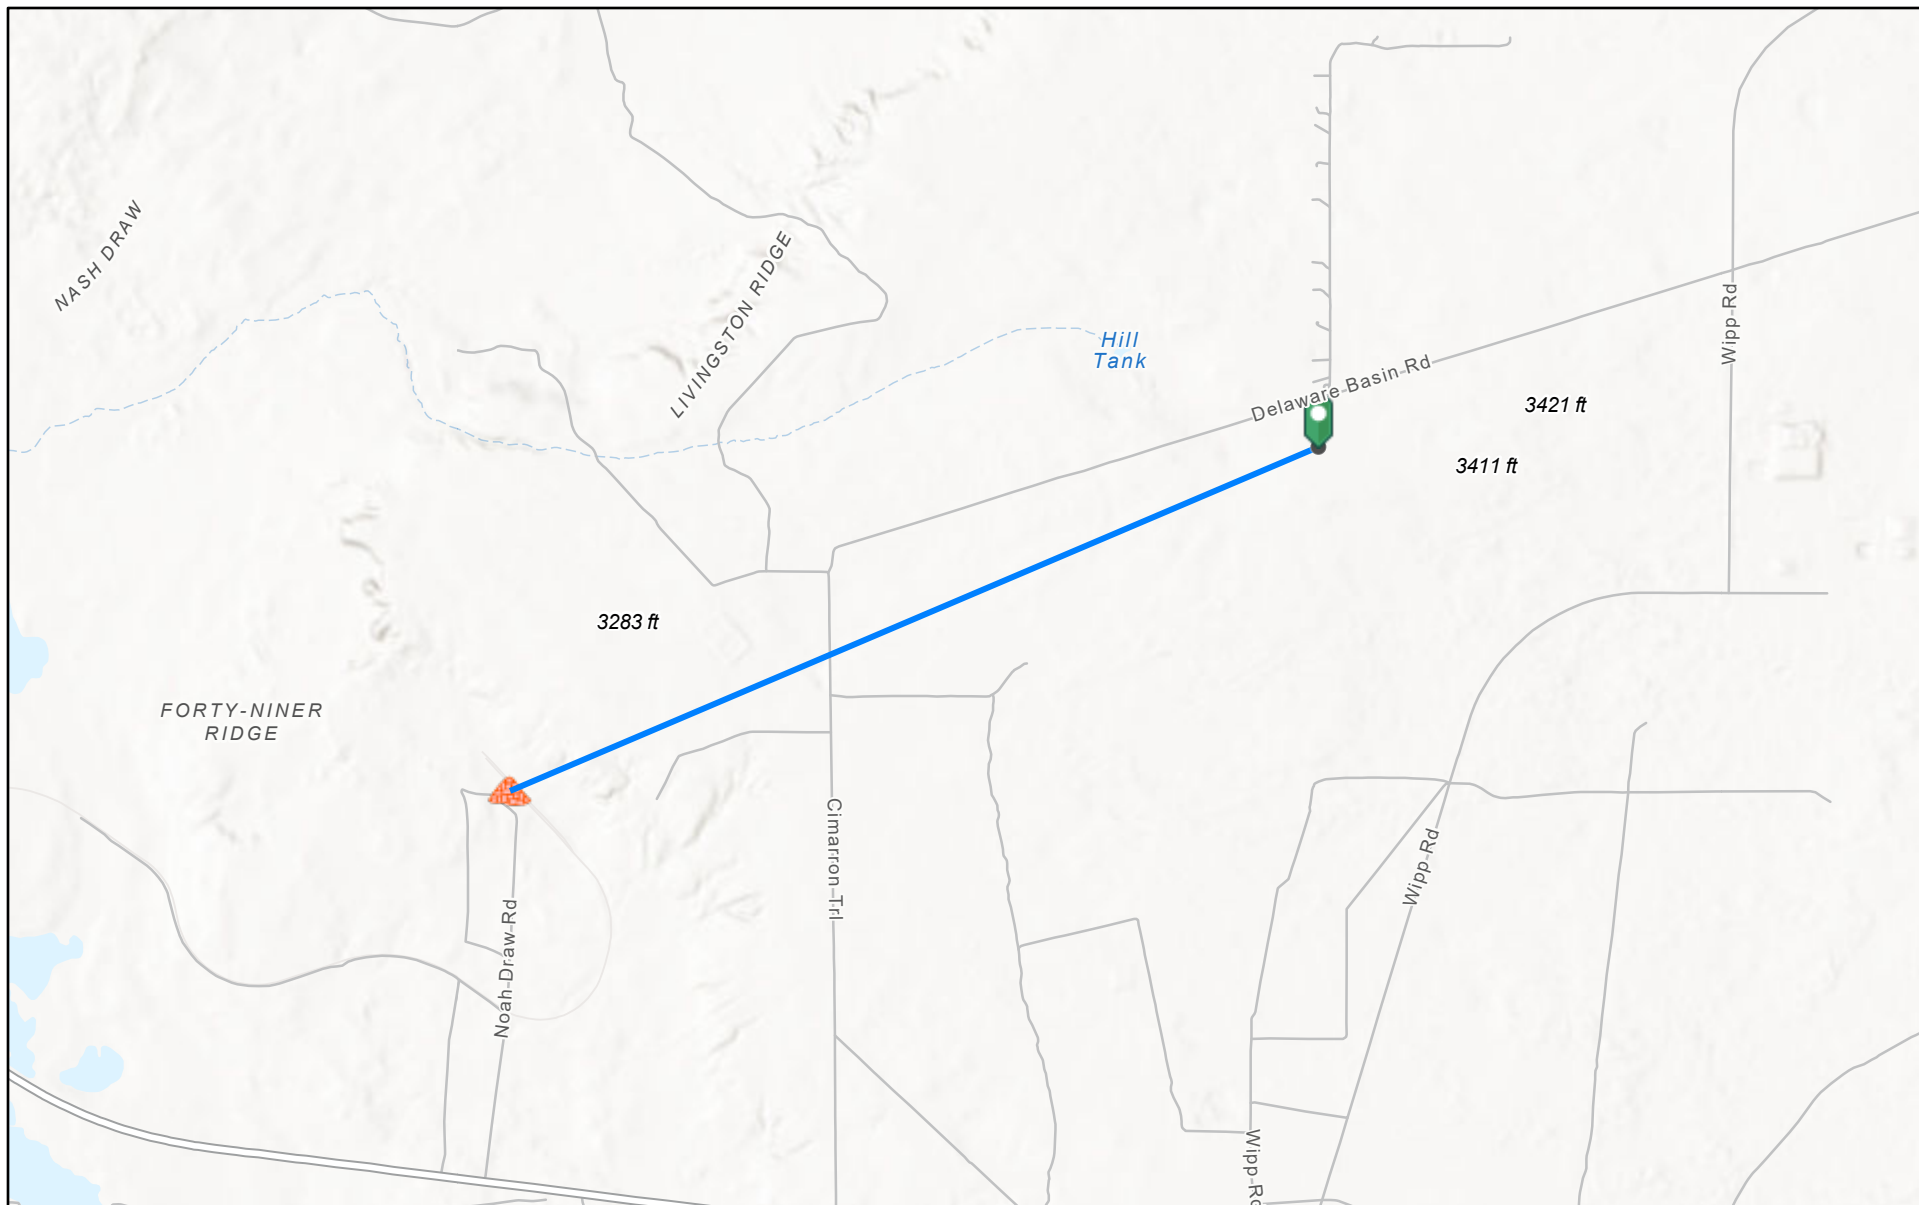 NASH DRAW
LIVINGSTON RIDGE
Hill
Tank
Wipp Rd
Delaware Basin Rd
3421 ft
3411 ft
3283 ft
FORTY-NINER
RIDGE
Cimarron Trl
Wipp Rd
Noah Draw Rd
Wipp Rd